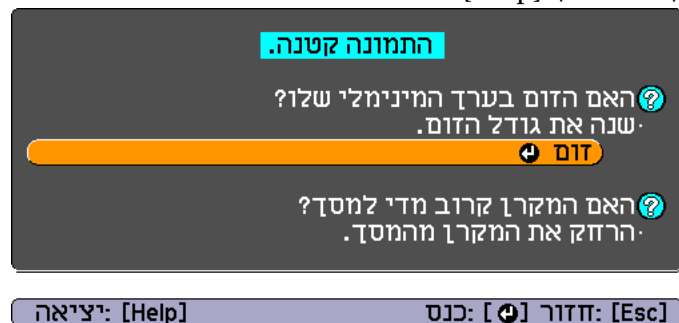 התמונה קטנה.
האם הזום בערך המינימלי שלו?
·שנה את גודל הזום.
זום
האם המקרן קרוב מדי למסך?
·הרחק את המקרן מהמסך.
[Esc] :חזור [ ] :כנס [Help] :יציאה